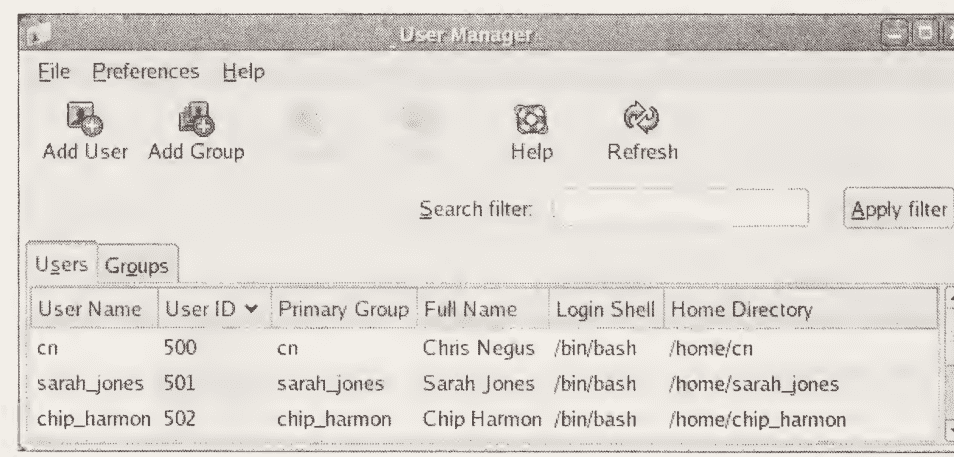 User Manager
File Preferences Help
Add User Add Group Help Refresh
Search filter: Apply filter
Users Groups
User Name User ID Primary Group Full Name Login Shell Home Directory
cn 500 cn Chris Negus /bin/bash /home/cn
sarah_jones 501 sarah_jones Sarah Jones /bin/bash /home/sarah_jones
chip_harmon 502 chip_harmon Chip Harmon /bin/bash /home/chip_harmon